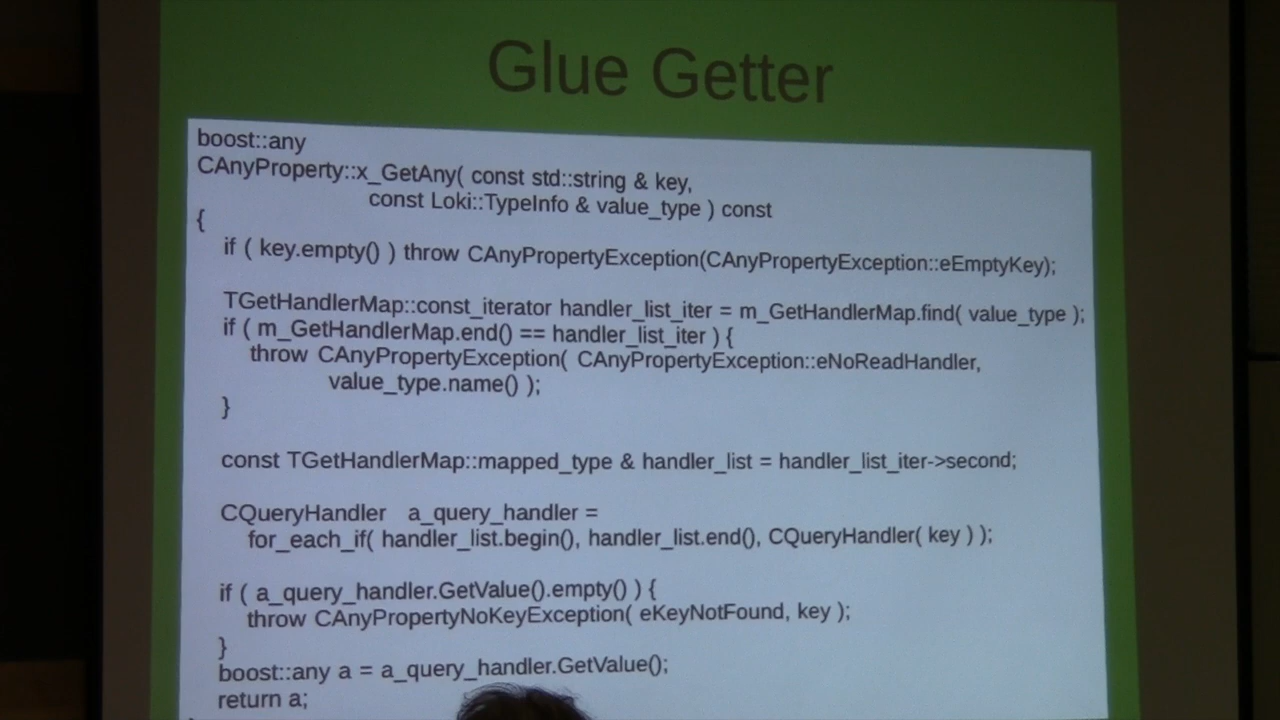 Glue Getter
boost::any
CAnyProperty::x_GetAny( const std::string & key,
const Loki::TypeInfo & value_type ) const
{
if ( key.empty() ) throw CAnyPropertyException(CAnyPropertyException::eEmptyKey);
TGetHandlerMap::const_iterator handler_list_iter = m_GetHandlerMap.find( value_type );
if ( m_GetHandlerMap.end() == handler_list_iter ) {
throw CAnyPropertyException( CAnyPropertyException::eNoReadHandler,
value_type.name() );
}
const TGetHandlerMap::mapped_type & handler_list = handler_list_iter->second;
CQueryHandler a_query_handler =
for_each_if( handler_list.begin(), handler_list.end(), CQueryHandler( key ) );
if ( a_query_handler.GetValue().empty() ) {
throw CAnyPropertyNoKeyException( eKeyNotFound, key );
}
boost::any a = a_query_handler.GetValue();
return a;